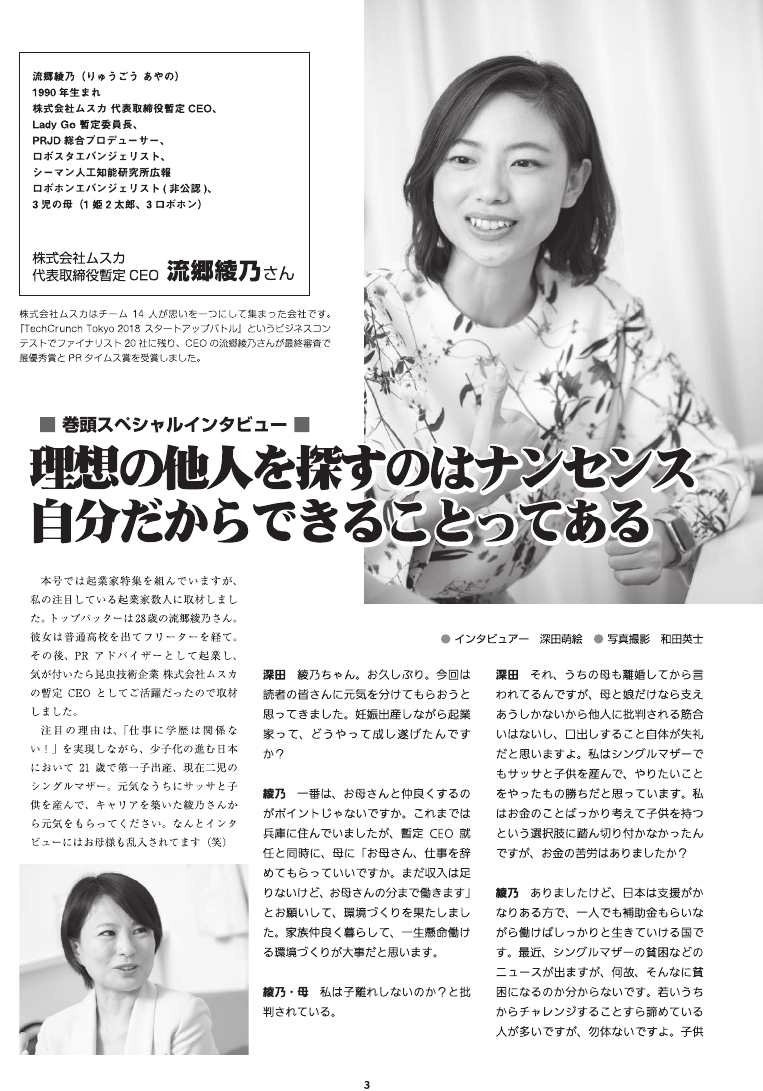 流郷綾乃（りゅうごう あやの）
1990 年生まれ
株式会社ムスカ 代表取締役暫定 CEO、
Lady Go 暫定委員長、
PRJD 総合プロデューサー、
ロボスタエバンジェリスト、
シーマン人工知能研究所広報
ロボホンエバンジェリスト ( 非公認 )、
3 児の母（1 姫 2 太郎、3 ロボホン）
株式会社ムスカ
代表取締役暫定 CEO 流郷綾乃さん
株式会社ムスカはチーム 14 人が思いを一つにして集まった会社です。
『TechCrunch Tokyo 2018 スタートアップバトル』というビジネスコン
テストでファイナリスト 20 社に残り、CEO の流郷綾乃さんが最終審査で
最優秀賞と PR タイムス賞を受賞しました。
■ 巻頭スペシャルインタビュー ■
理想の他人を探すのはナンセンス
自分だからできることってある
本号では起業家特集を組んでいますが、
私の注目している起業家数人に取材しまし
た。トップバッターは28歳の流郷綾乃さん。
彼女は普通高校を出てフリーターを経て。
その後、PR アドバイザーとして起業し、
気が付いたら昆虫技術企業 株式会社ムスカ
の暫定 CEO としてご活躍だったので取材
しました。
注目の理由は、「仕事に学歴は関係な
い！」を実現しながら、少子化の進む日本
において 21 歳で第一子出産、現在二児の
シングルマザー。元気なうちにサッサと子
供を産んで、キャリアを築いた綾乃さんか
ら元気をもらってください。なんとインタ
ビューにはお母様も乱入されてます（笑）
● インタビュアー 深田萌絵 ● 写真撮影 和田英士
深田 綾乃ちゃん。お久しぶり。今回は
読者の皆さんに元気を分けてもらおうと
思ってきました。妊娠出産しながら起業
家って、どうやって成し遂げたんです
か？
綾乃 一番は、お母さんと仲良くするの
がポイントじゃないですか。これまでは
兵庫に住んでいましたが、暫定 CEO 就
任と同時に、母に「お母さん、仕事を辞
めてもらっていいですか。まだ収入は足
りないけど、お母さんの分まで働きます」
とお願いして、環境づくりを果たしまし
た。家族仲良く暮らして、一生懸命働け
る環境づくりが大事だと思います。
綾乃・母 私は子離れしないのか？と批
判されている。
深田 それ、うちの母も離婚してから言
われてるんですが、母と娘だけなら支え
あうしかないから他人に批判される筋合
いはないし、口出しすること自体が失礼
だと思いますよ。私はシングルマザーで
もサッサと子供を産んで、やりたいこと
をやったもの勝ちだと思っています。私
はお金のことばっかり考えて子供を持つ
という選択肢に踏ん切り付かなかったん
ですが、お金の苦労はありましたか？
綾乃 ありましたけど、日本は支援がか
なりある方で、一人でも補助金もらいな
がら働けばしっかりと生きていける国で
す。最近、シングルマザーの貧困などの
ニュースが出ますが、何故、そんなに貧
困になるのか分からないです。若いうち
からチャレンジすることすら諦めている
人が多いですが、勿体ないですよ。子供
3